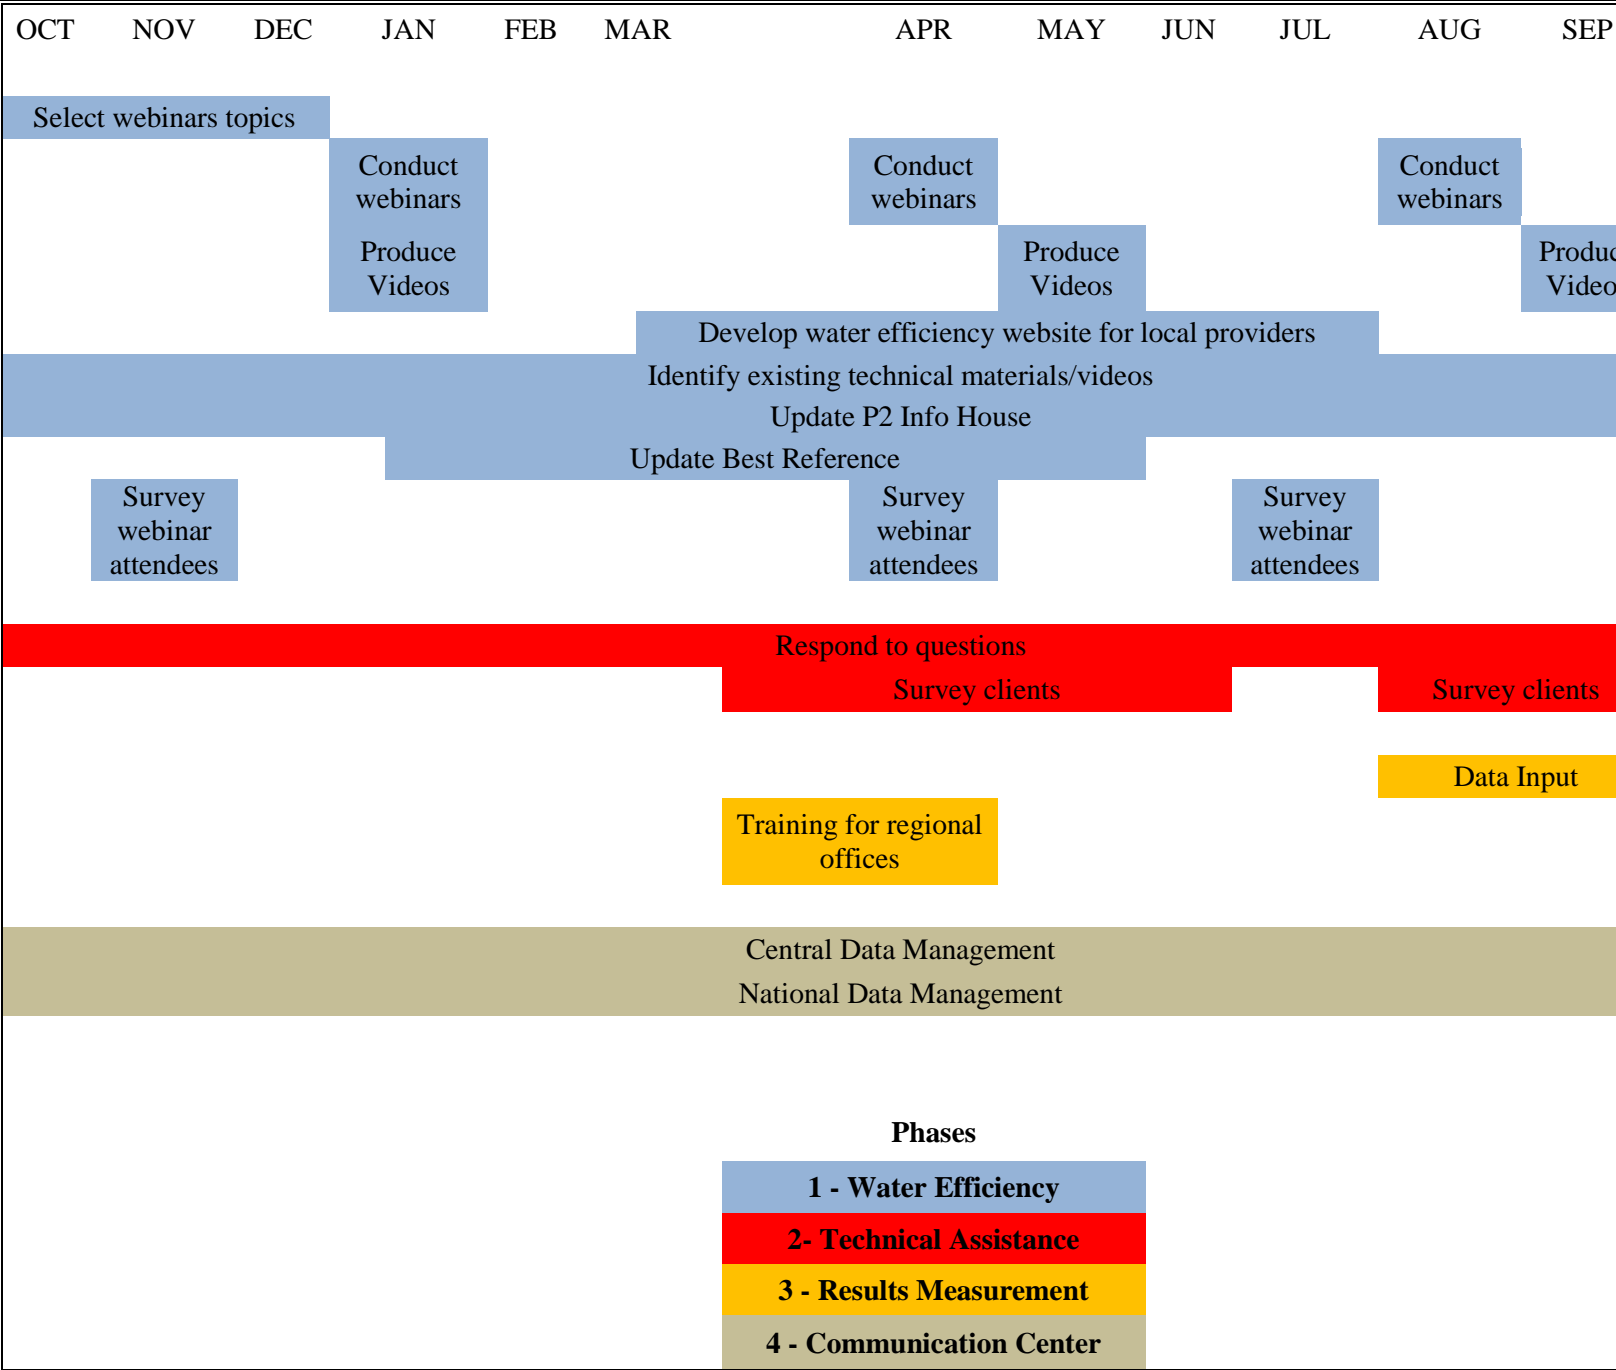 OCT NOV DEC JAN FEB MAR APR MAY JUN JUL AUG SEP
Select webinars topics
Conduct webinars
Conduct webinars
Conduct webinars
Produce Videos
Produce Videos
Produc Video
Develop water efficiency website for local providers
Identify existing technical materials/videos
Update P2 Info House
Update Best Reference
Survey webinar attendees
Survey webinar attendees
Survey webinar attendees
Respond to questions
Survey clients
Survey clients
Data Input
Training for regional offices
Central Data Management
National Data Management
Phases
1 - Water Efficiency
2- Technical Assistance
3 - Results Measurement
4 - Communication Center